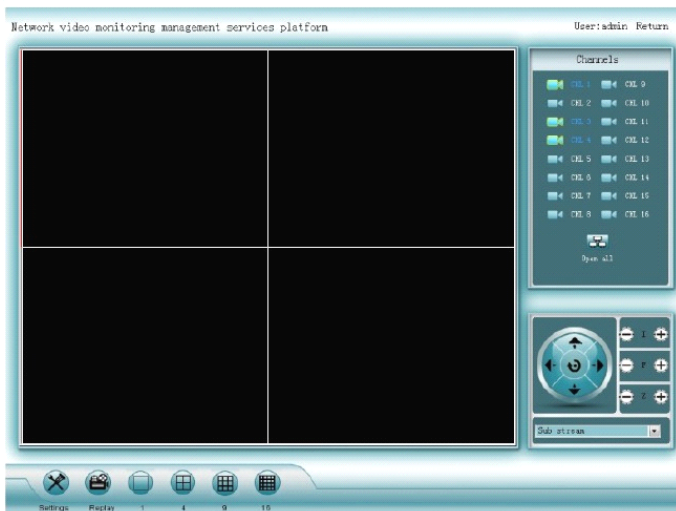 Network video monitoring management services platform
User:admin Return
Channels
CHL 1 CHL 9
CHL 2 CHL 10
CHL 3 CHL 11
CHL 4 CHL 12
CHL 5 CHL 13
CHL 6 CHL 14
CHL 7 CHL 15
CHL 8 CHL 16
Open all
I
F
Z
Sub stream
Settings Replay 1 4 9 16